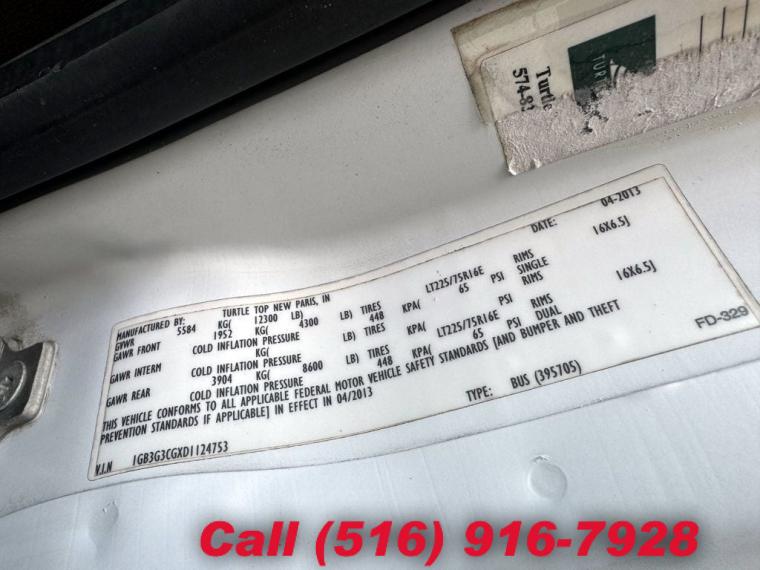 TURTLE
Turtle
574-83
MANUFACTURED BY: TURTLE TOP NEW PARIS, IN DATE: 04-2013
GVWR 5584 KG( 12300 LB)
GAWR FRONT 1952 KG( 4300 LB) TIRES LT225/75R16E RIMS 16X6.5J
COLD INFLATION PRESSURE 448 KPA( 65 PSI SINGLE
GAWR INTERM KG( LB) TIRES RIMS
COLD INFLATION PRESSURE KPA( PSI
GAWR REAR 3904 KG( 8600 LB) TIRES LT225/75R16E RIMS 16X6.5J
COLD INFLATION PRESSURE 448 KPA( 65 PSI DUAL
THIS VEHICLE CONFORMS TO ALL APPLICABLE FEDERAL MOTOR VEHICLE SAFETY STANDARDS [AND BUMPER AND THEFT
PREVENTION STANDARDS IF APPLICABLE] IN EFFECT IN 04/2013
V.I.N 1GB3G3CGXD1124753 TYPE: BUS (395705)
FD-329
Call (516) 916-7928